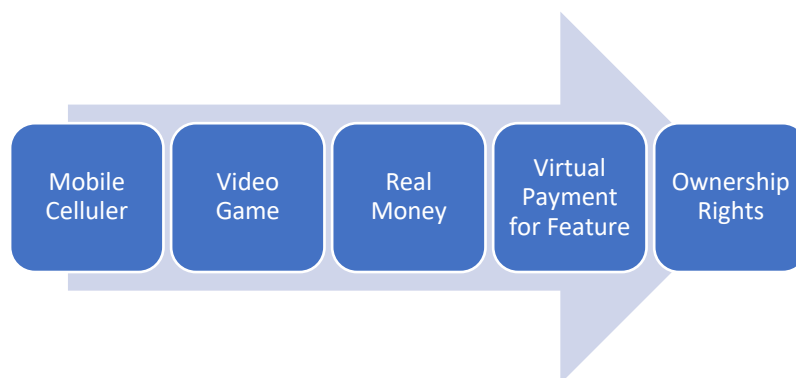 Mobile
Celluler
Video
Game
Real
Money
Virtual
Payment
for Feature
Ownership
Rights